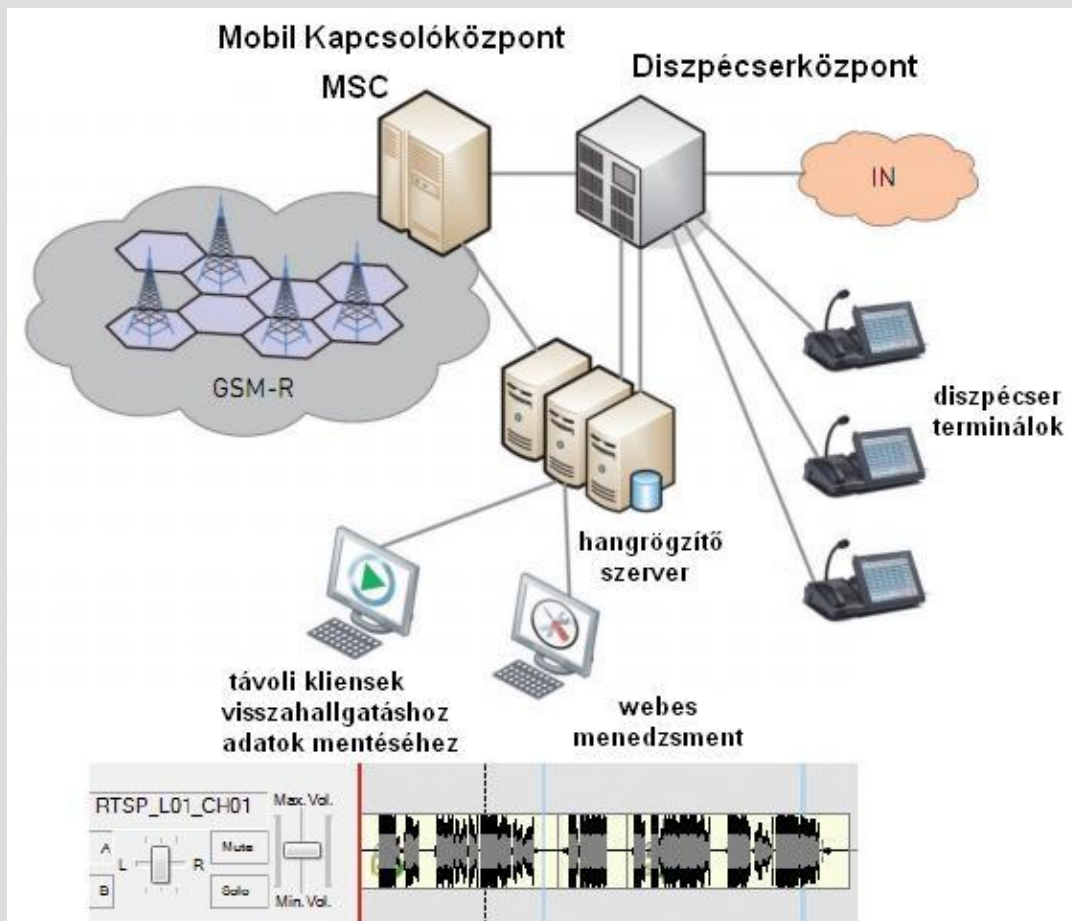 Mobil Kapcsolóközpont
MSC
Diszpécserközpont
IN
GSM-R
diszpécser
terminálok
hangrögzítő
szerver
távoli kliensek
visszahallgatáshoz
adatok mentéséhez
webes
menedzsment
RTSP_L01_CH01
Max. Vol.
A
L
R
Mute
B
Solo
Min. Vol.